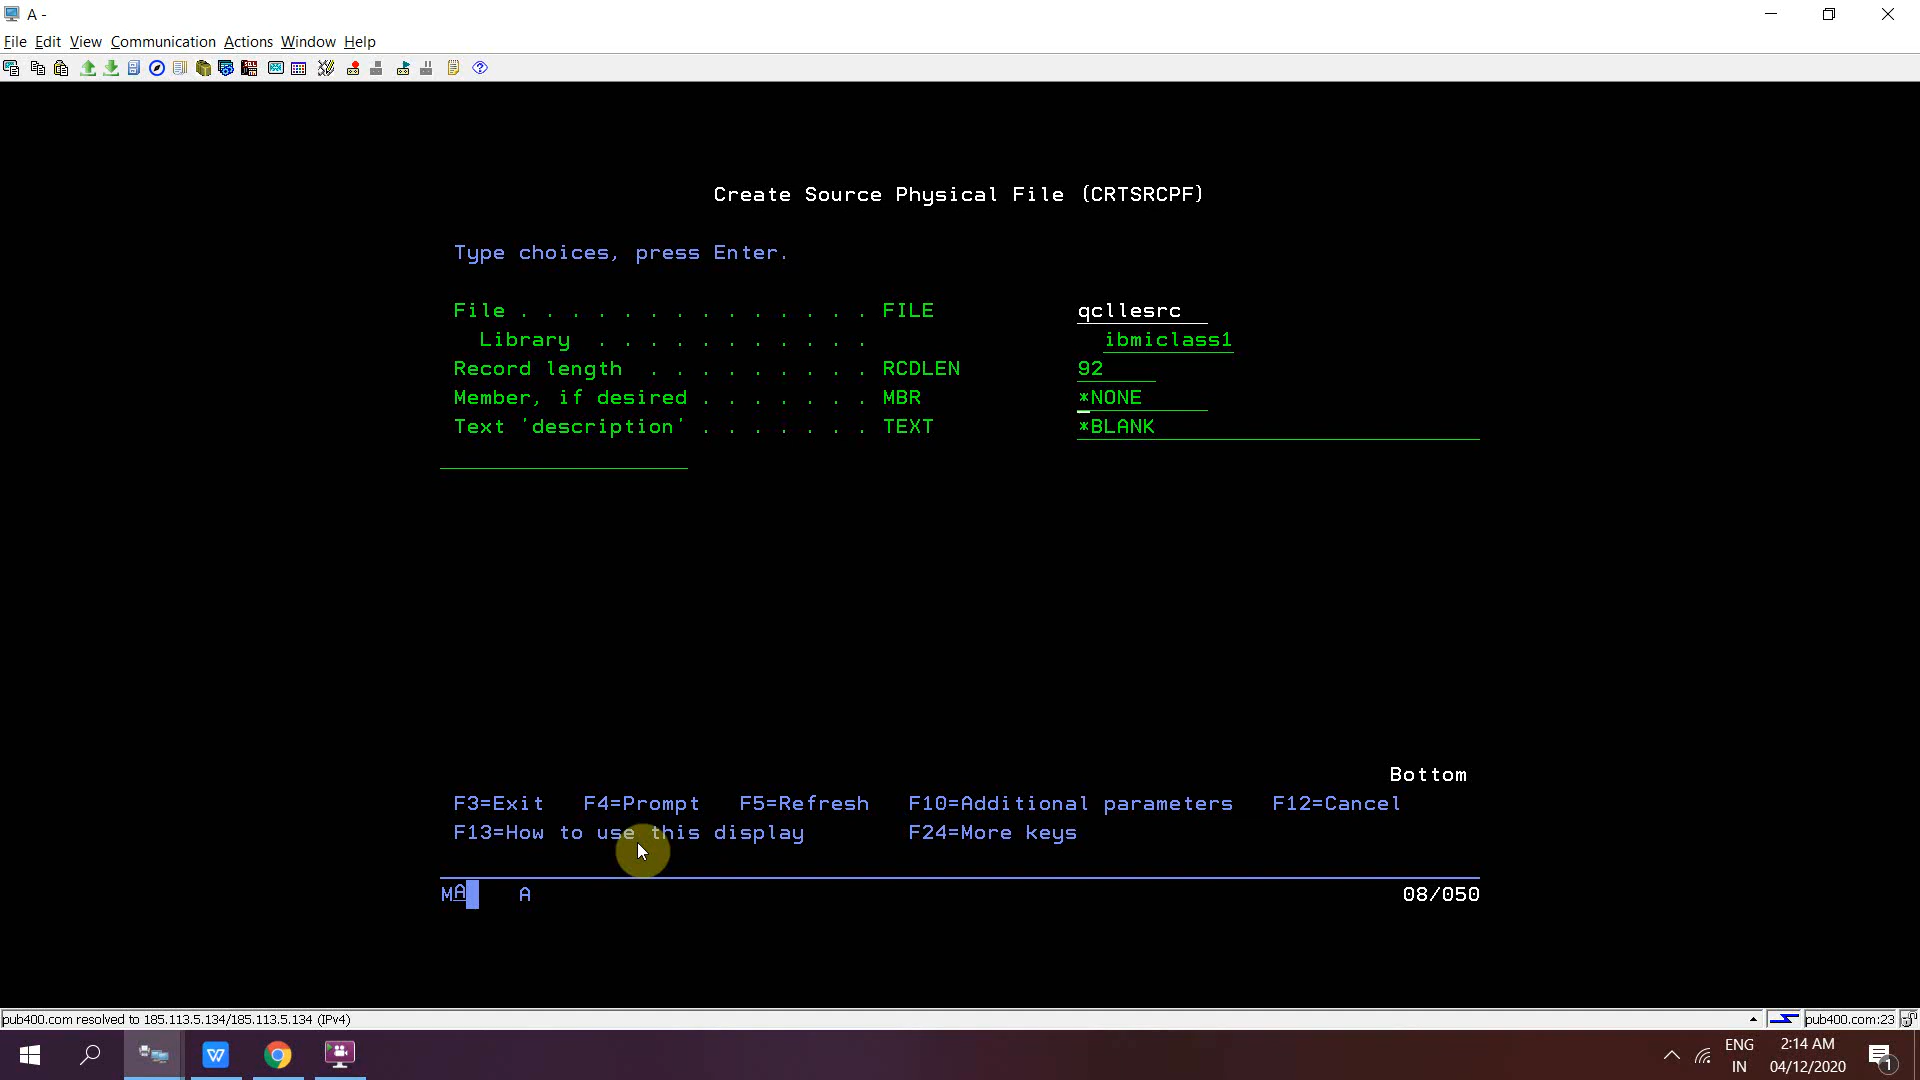 A -
File Edit View Communication Actions Window Help
Create Source Physical File (CRTSRCPF)
Type choices, press Enter.
File . . . . . . . . . . . . . . FILE qcllesrc
Library . . . . . . . . . . . ibmiclass1
Record length . . . . . . . . . RCDLEN 92
Member, if desired . . . . . . . MBR *NONE
Text 'description' . . . . . . . TEXT *BLANK
Bottom
F3=Exit F4=Prompt F5=Refresh F10=Additional parameters F12=Cancel
F13=How to use this display F24=More keys
MA A 08/050
pub400.com resolved to 185.113.5.134/185.113.5.134 (IPv4) pub400.com:23
ENG 2:14 AM
IN 04/12/2020 1